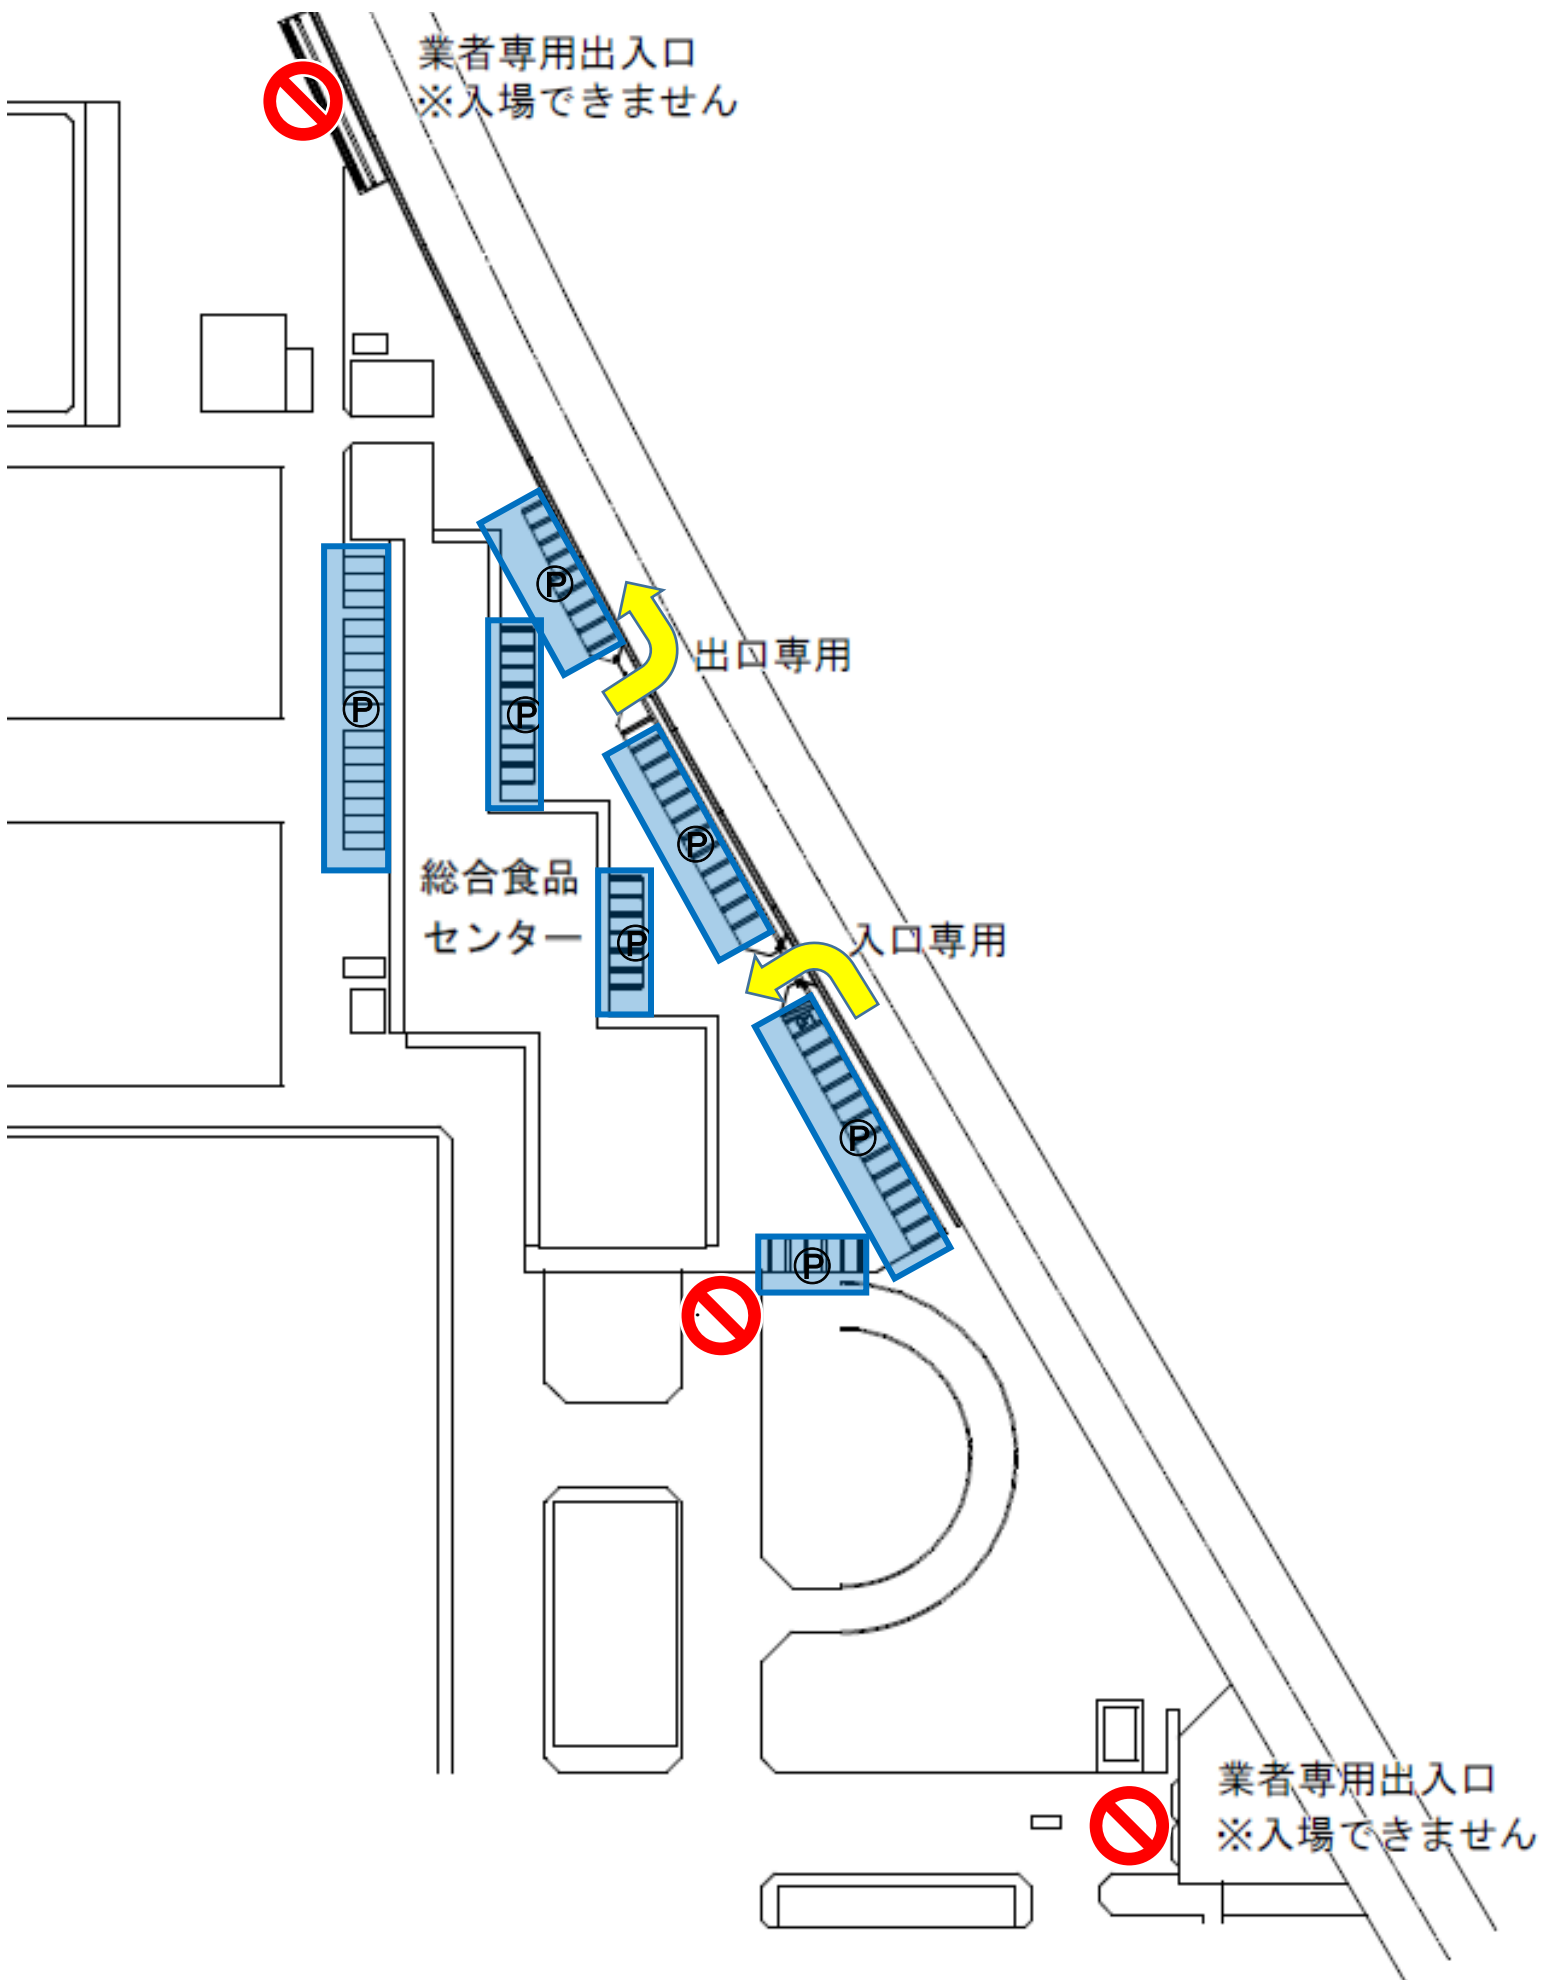 業者専用出入口
※入場できません
Ⓟ
出口専用
Ⓟ
Ⓟ
Ⓟ
総合食品
センター
Ⓟ
入口専用
Ⓟ
Ⓟ
業者専用出入口
※入場できません